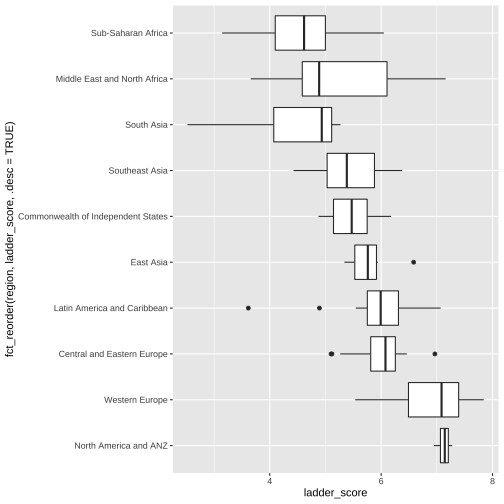 fct_reorder(region, ladder_score, .desc = TRUE)
Sub-Saharan Africa
Middle East and North Africa
South Asia
Southeast Asia
Commonwealth of Independent States
East Asia
Latin America and Caribbean
Central and Eastern Europe
Western Europe
North America and ANZ
4 6 8
ladder_score